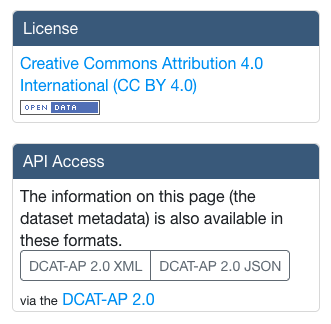 License
Creative Commons Attribution 4.0
International (CC BY 4.0)
OPEN DATA
API Access
The information on this page (the
dataset metadata) is also available in
these formats.
DCAT-AP 2.0 XML DCAT-AP 2.0 JSON
via the DCAT-AP 2.0